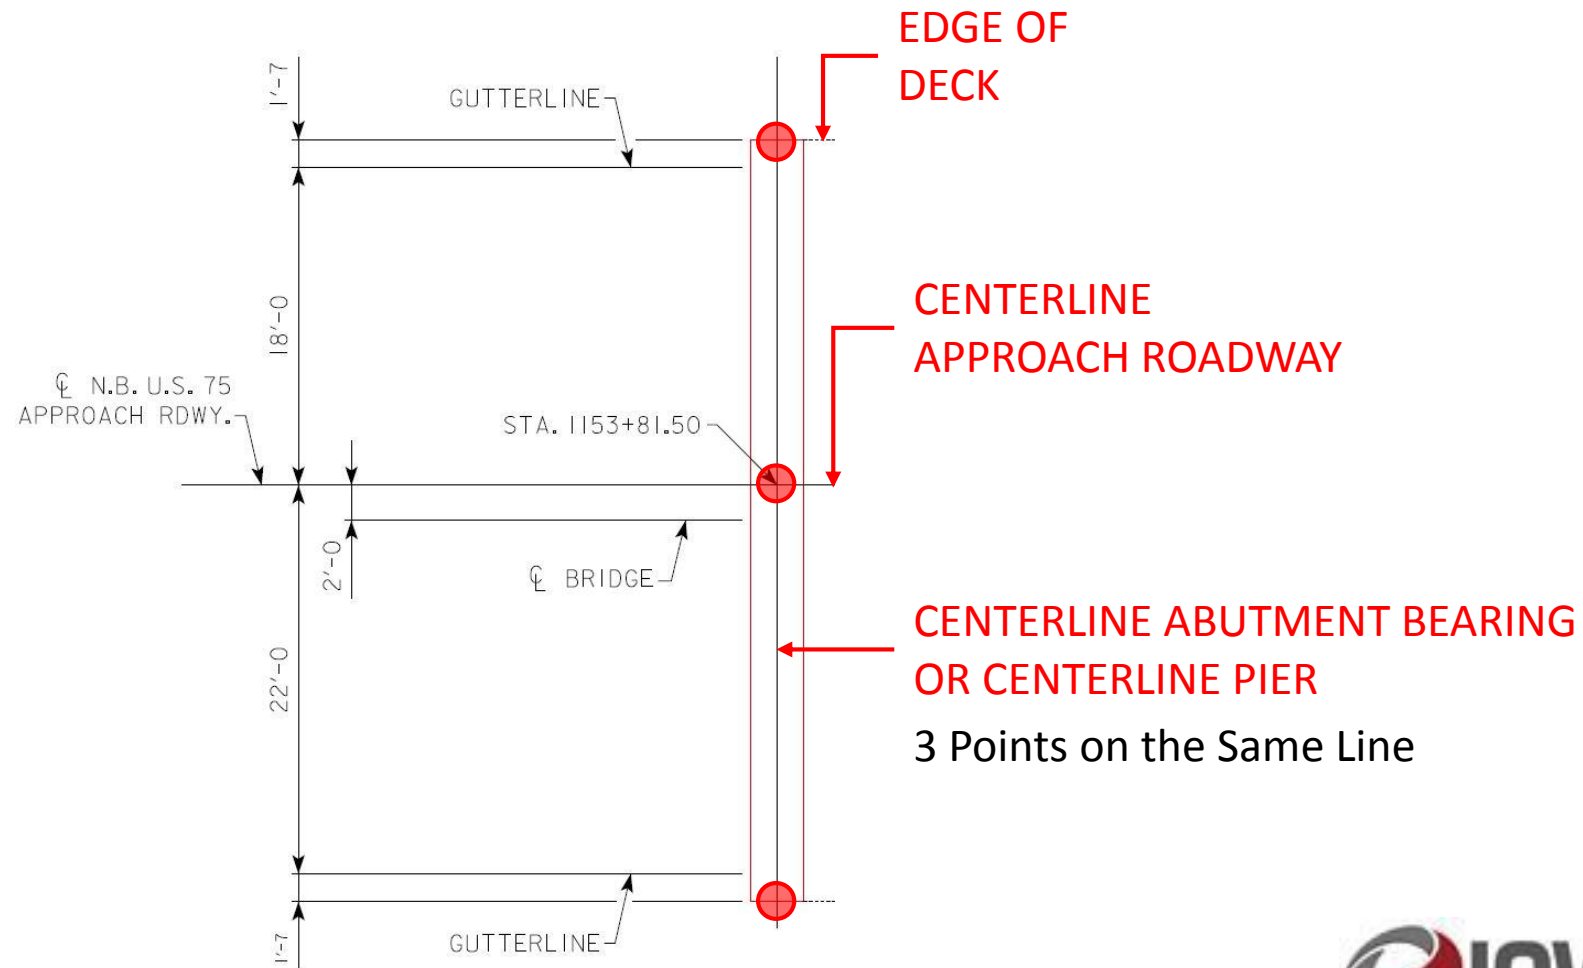 EDGE OF
DECK
1'-7
GUTTERLINE
18'-0
CENTERLINE
APPROACH ROADWAY
℄ N.B. U.S. 75
APPROACH RDWY.
STA. 1153+81.50
2'-0
℄ BRIDGE
CENTERLINE ABUTMENT BEARING
OR CENTERLINE PIER
22'-0
3 Points on the Same Line
1'-7
GUTTERLINE